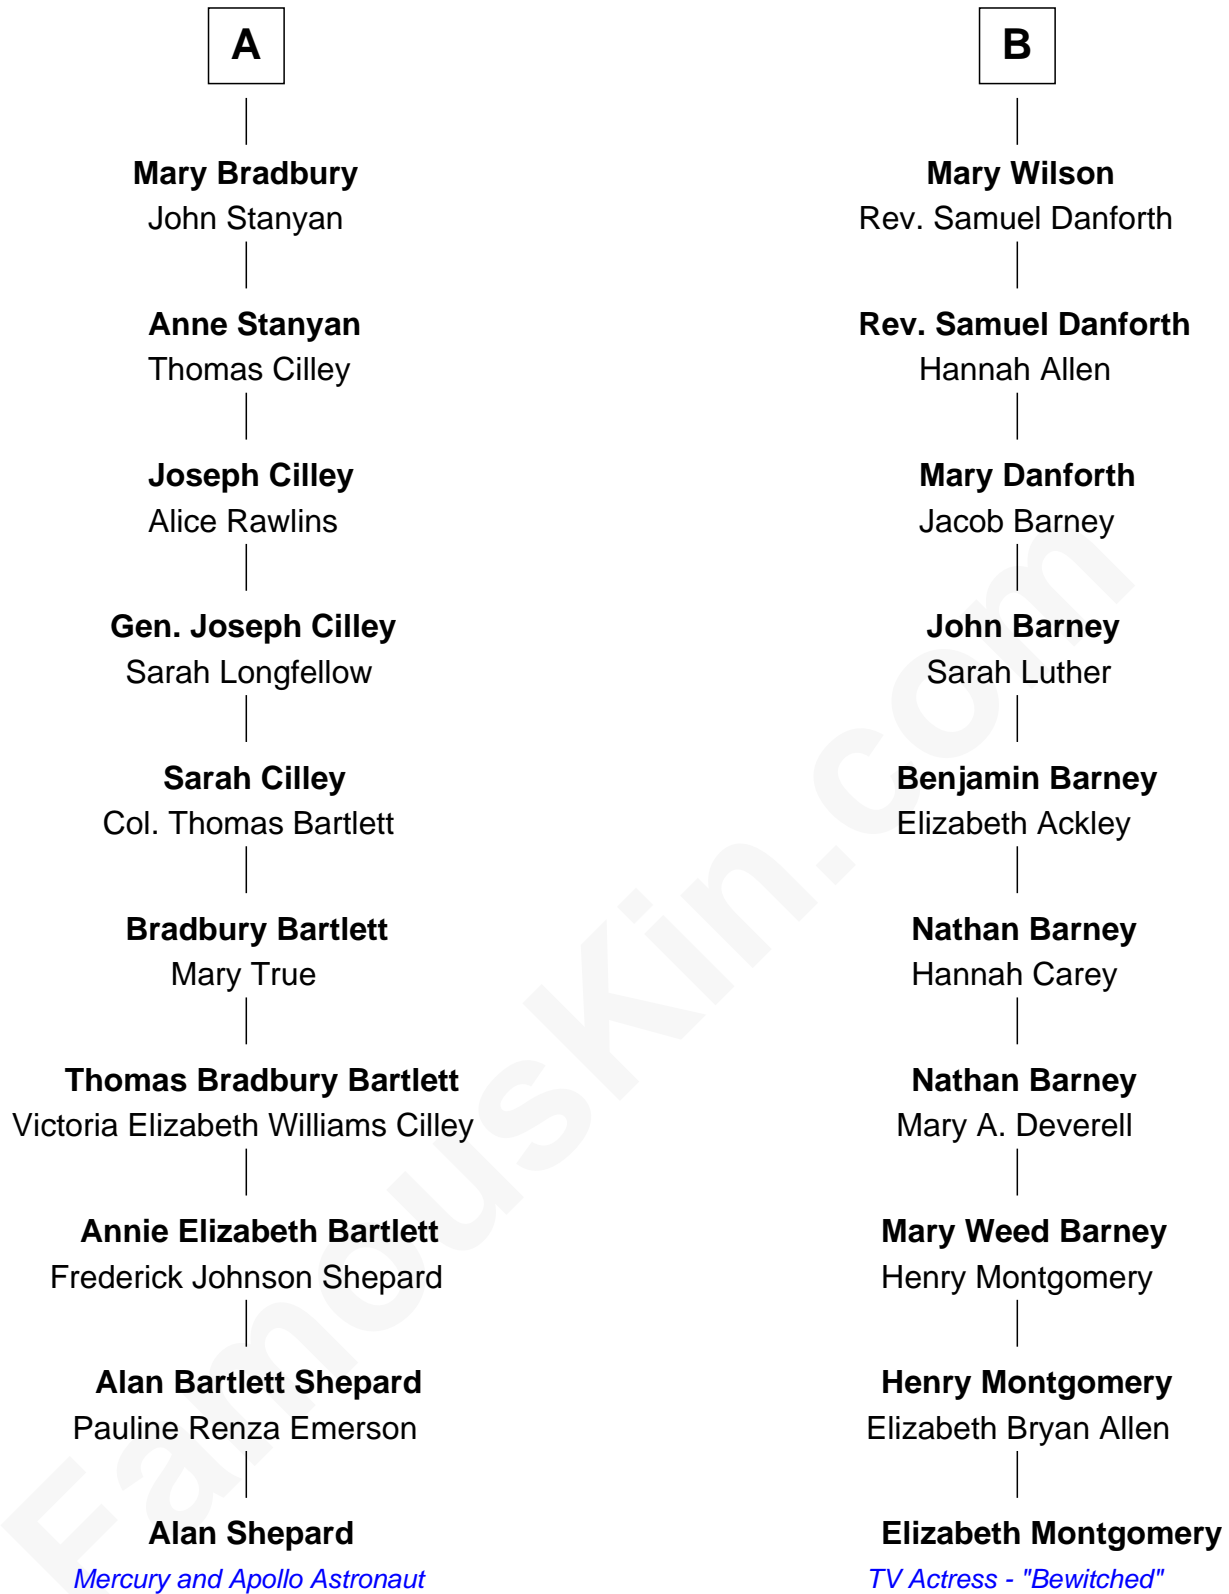 A
Mary Bradbury
John Stanyan
Anne Stanyan
Thomas Cilley
Joseph Cilley
Alice Rawlins
Gen. Joseph Cilley
Sarah Longfellow
Sarah Cilley
Col. Thomas Bartlett
Bradbury Bartlett
Mary True
Thomas Bradbury Bartlett
Victoria Elizabeth Williams Cilley
Annie Elizabeth Bartlett
Frederick Johnson Shepard
Alan Bartlett Shepard
Pauline Renza Emerson
Alan Shepard
Mercury and Apollo Astronaut
B
Mary Wilson
Rev. Samuel Danforth
Rev. Samuel Danforth
Hannah Allen
Mary Danforth
Jacob Barney
John Barney
Sarah Luther
Benjamin Barney
Elizabeth Ackley
Nathan Barney
Hannah Carey
Nathan Barney
Mary A. Deverell
Mary Weed Barney
Henry Montgomery
Henry Montgomery
Elizabeth Bryan Allen
Elizabeth Montgomery
TV Actress - "Bewitched"
FamousKin.com